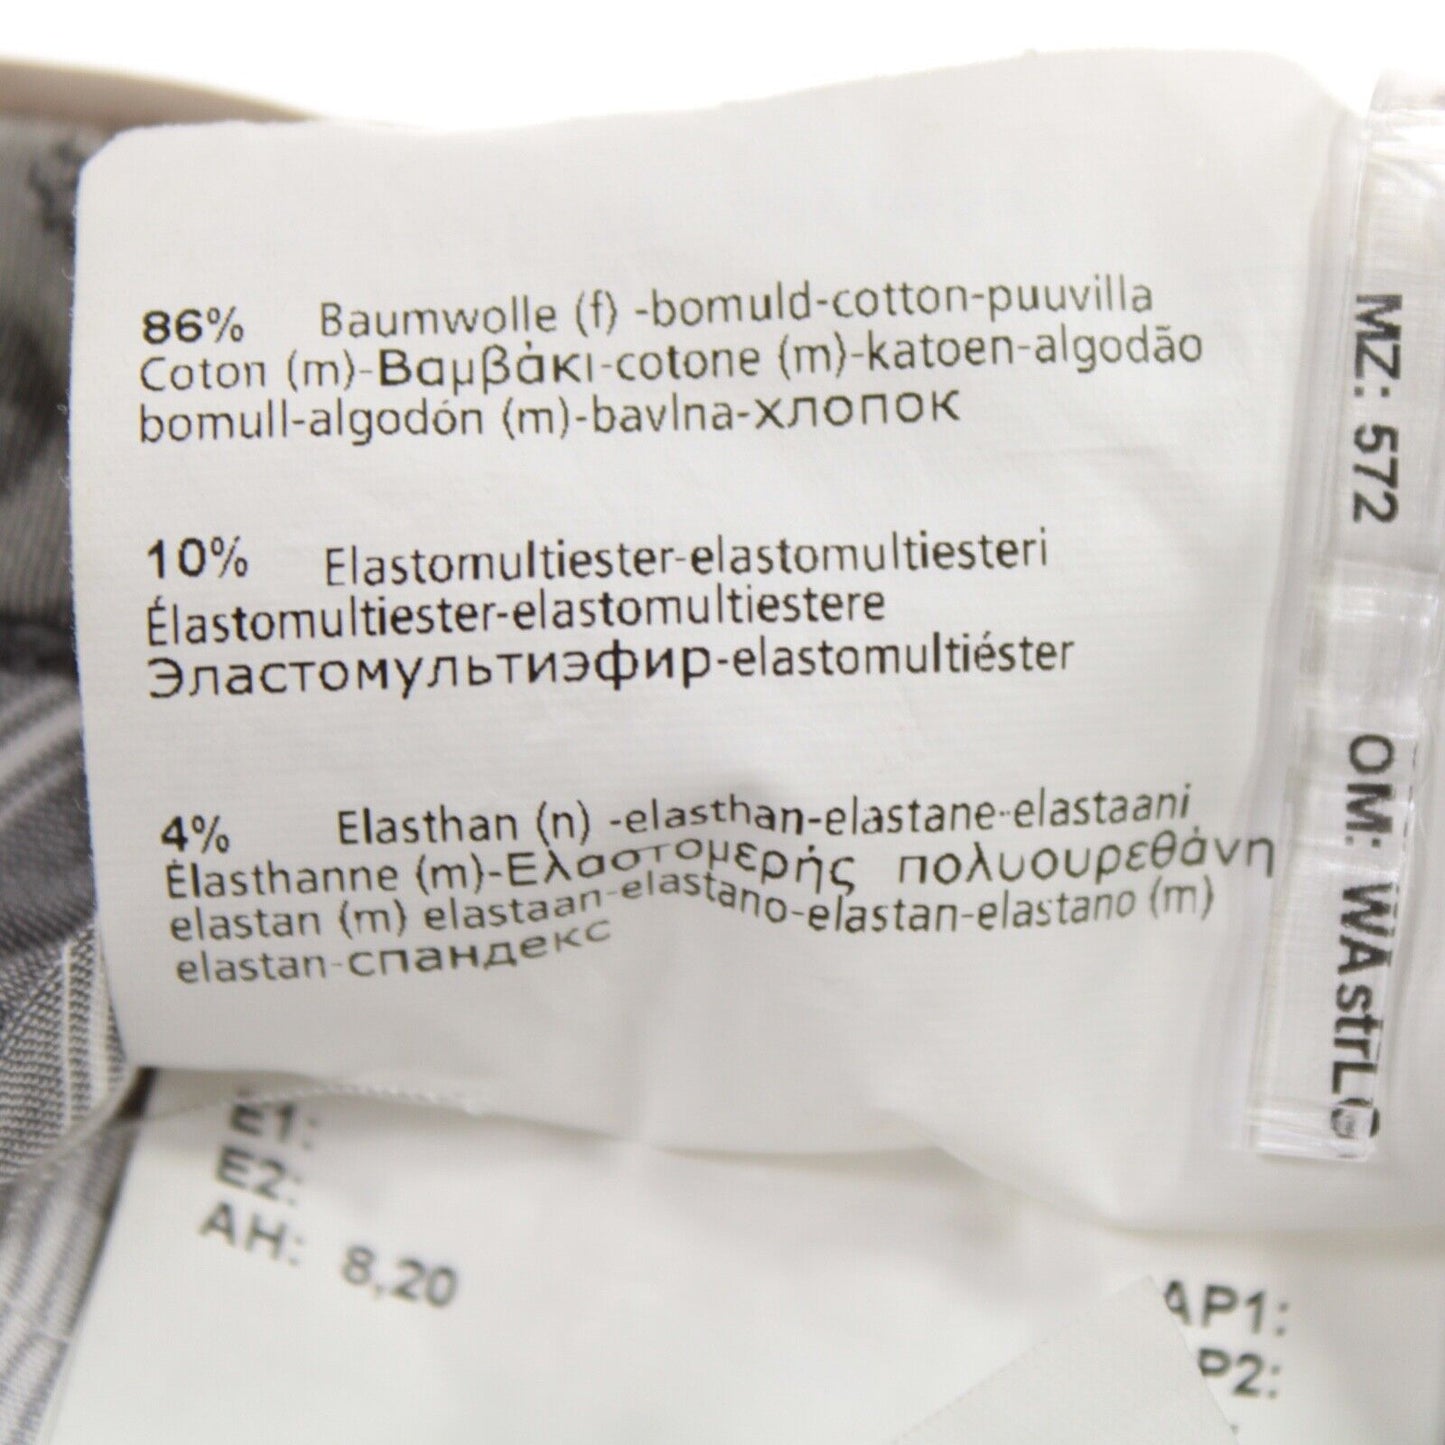 86% Baumwolle (f) -bomuld-cotton-puuvilla
Coton (m)-Βαμβάκι-cotone (m)-katoen-algodão
bomull-algodón (m)-bavlna-хлопок
10% Elastomultiester-elastomultiesteri
Élastomultiester-elastomultiestere
Эластомультиэфир-elastomultiéster
4% Elasthan (n) -elasthan-elastane-elastaani
Élasthanne (m)-Ελαστομερής πολυουρεθάνη
elastan (m) elastaan-elastano-elastan-elastano (m)
elastan-спандекс
MZ: 572 OM: WAstrLG
E1:
E2:
AH: 8,20
AP1:
P2: